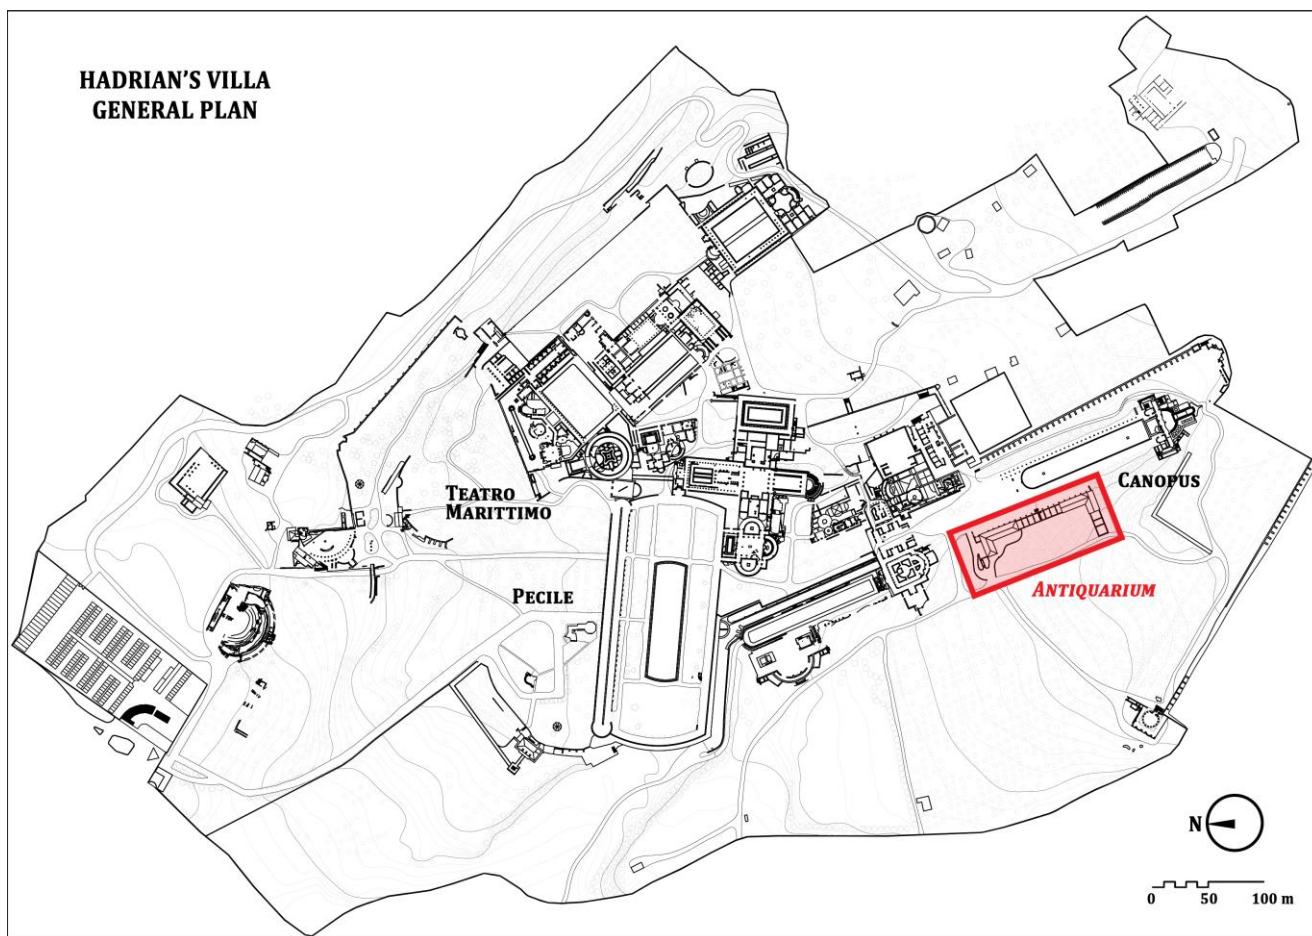 HADRIAN'S VILLA
GENERAL PLAN
TEATRO
MARITTIMO
PECILE
CANOPUS
ANTIQUARIUM
N
0 50 100 m